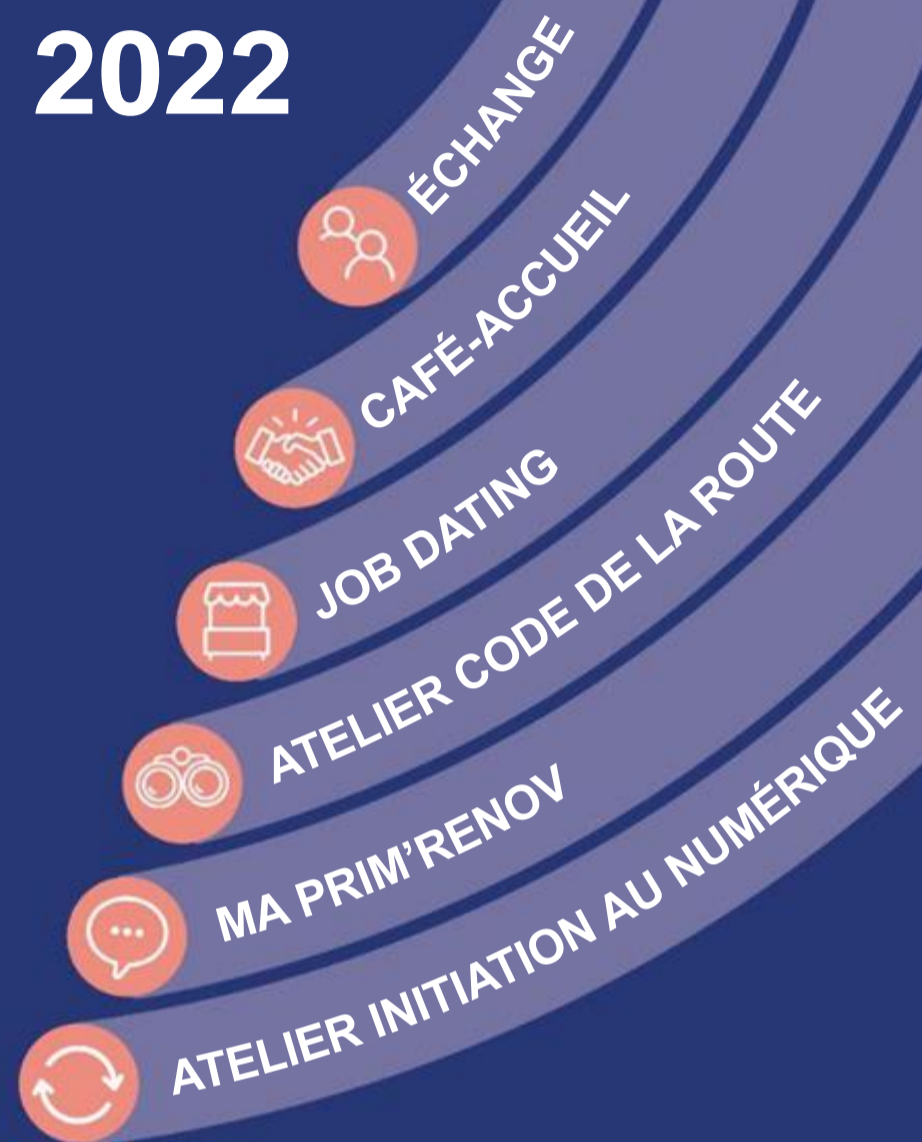 2022
ÉCHANGE
CAFÉ-ACCUEIL
JOB DATING
ATELIER CODE DE LA ROUTE
MA PRIM’RENOV
ATELIER INITIATION AU NUMÉRIQUE